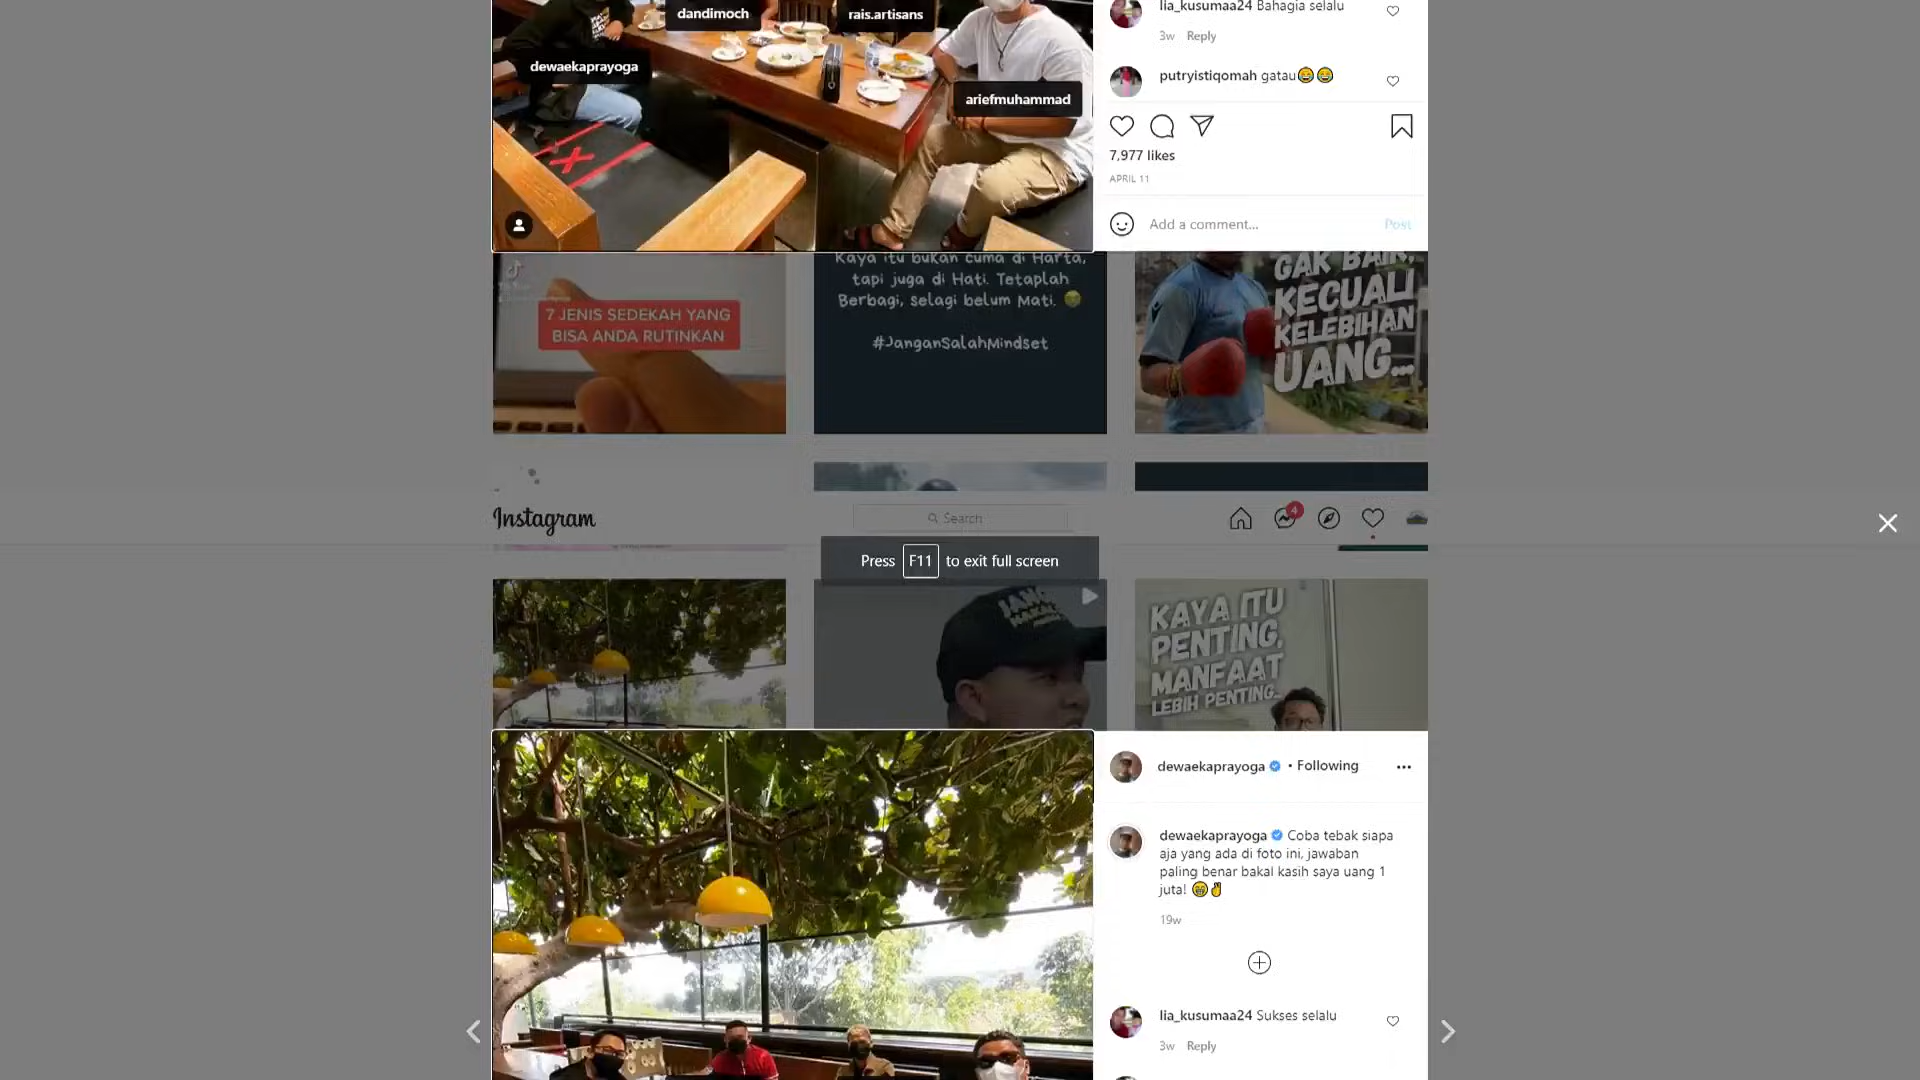 dandimoch
rais.artisans
dewaekaprayoga
ariefmuhammad
lia_kusumaa24 Bahagia selalu
3w Reply
putryistiqomah gatau😂😂
7,977 likes
APRIL 11
Add a comment... Post
7 JENIS SEDEKAH YANG
BISA ANDA RUTINKAN
Kaya itu bukan cuma di Harta,
tapi juga di Hati. Tetaplah
Berbagi, selagi belum Mati.
#JanganSalahMindset
GAK BAIK,
KECUALI
KELEBIHAN
UANG...
Instagram
Search
4
Press F11 to exit full screen
KAYA ITU
PENTING,
MANFAAT
LEBIH PENTING...
dewaekaprayoga • Following
dewaekaprayoga Coba tebak siapa
aja yang ada di foto ini, jawaban
paling benar bakal kasih saya uang 1
juta! 😂✌
19w
lia_kusumaa24 Sukses selalu
3w Reply